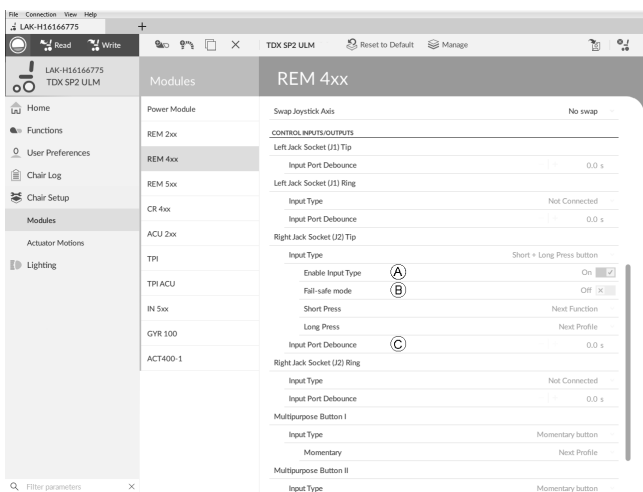 File Connection View Help
LAK-H16166775 +
Read Write TDX SP2 ULM Reset to Default Manage
LAK-H16166775
TDX SP2 ULM
Home
Functions
User Preferences
Chair Log
Chair Setup
Modules
Actuator Motions
Lighting
Filter parameters
Modules
Power Module
REM 2xx
REM 4xx
REM 5xx
CR 4xx
ACU 2xx
TPI
TPI ACU
IN 5xx
GYR 100
ACT400-1
REM 4xx
Swap Joystick Axis No swap
CONTROL INPUTS/OUTPUTS
Left Jack Socket (J1) Tip
Input Port Debounce 0.0 s
Left Jack Socket (J1) Ring
Input Type Not Connected
Input Port Debounce 0.0 s
Right Jack Socket (J2) Tip
Input Type Short + Long Press button
Enable Input Type A On
Fail-safe mode B Off
Short Press Next Function
Long Press Next Profile
Input Port Debounce C 0.0 s
Right Jack Socket (J2) Ring
Input Type Not Connected
Input Port Debounce 0.0 s
Multipurpose Button I
Input Type Momentary button
Momentary Next Profile
Multipurpose Button II
Input Type Momentary button